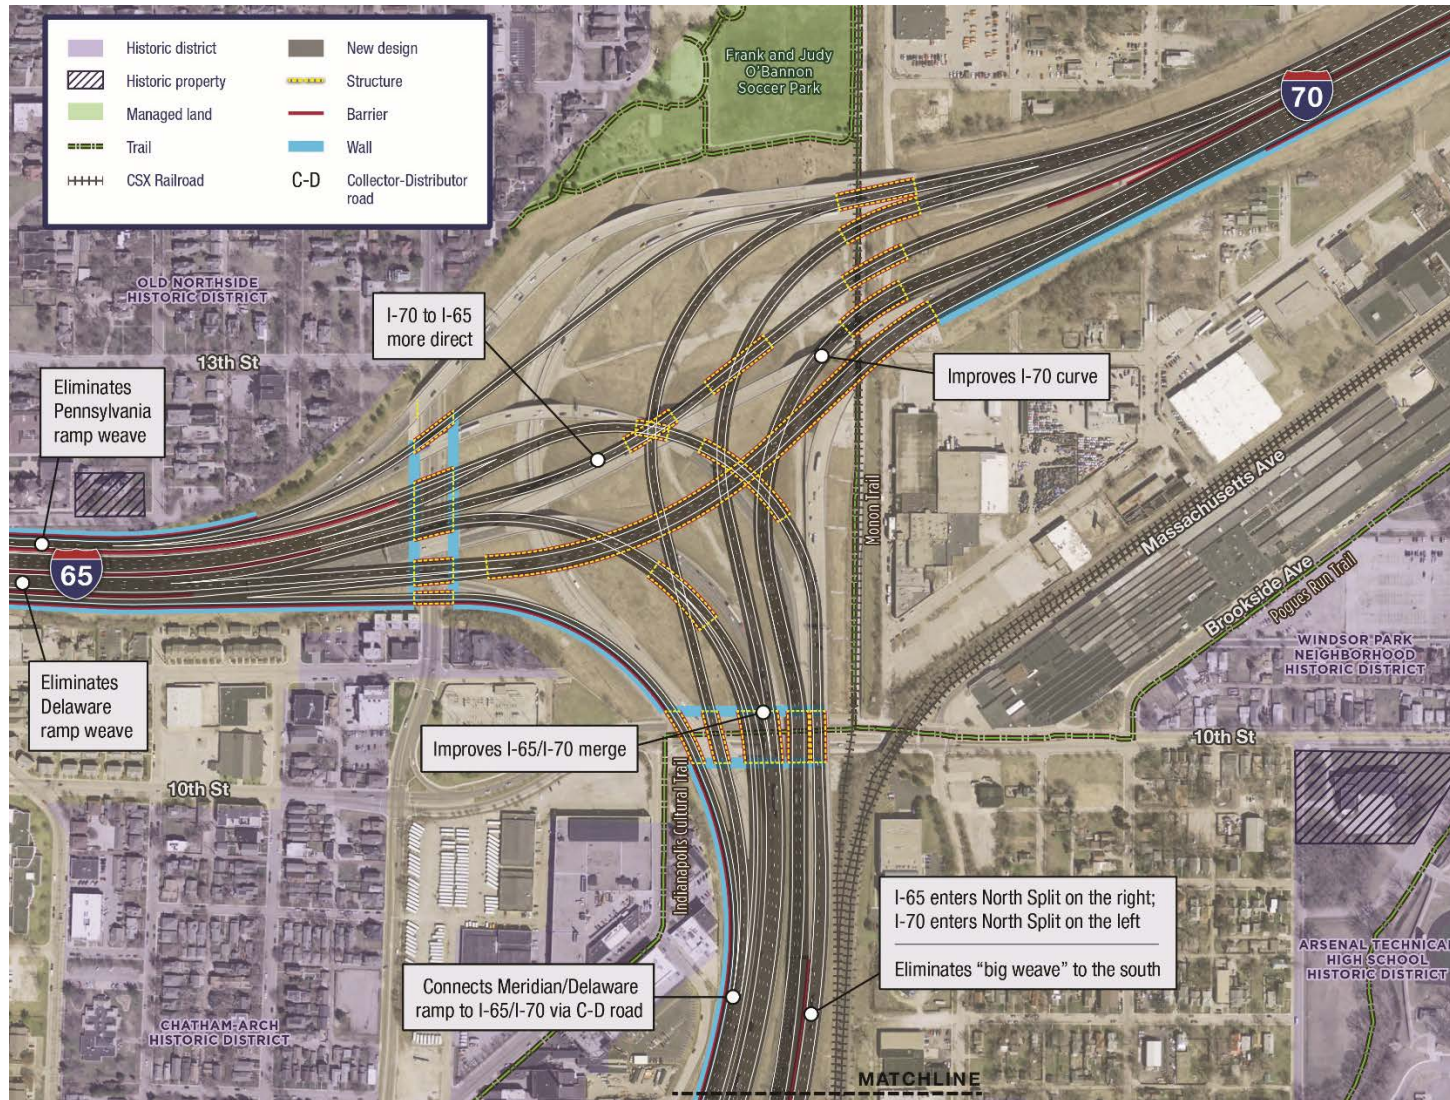 Historic district
Historic property
Managed land
Trail
CSX Railroad
New design
Structure
Barrier
Wall
C-D
Collector-Distributor
road
Frank and Judy
O'Bannon
Soccer Park
70
OLD NORTHSIDE
HISTORIC DISTRICT
I-70 to I-65
more direct
13th St
Improves I-70 curve
Eliminates
Pennsylvania
ramp weave
Massachusetts Ave
Monon Trail
65
Brookside Ave
Pogues Run Trail
WINDSOR PARK
NEIGHBORHOOD
HISTORIC DISTRICT
Eliminates
Delaware
ramp weave
Improves I-65/I-70 merge
10th St
10th St
Indianapolis Cultural Trail
I-65 enters North Split on the right;
I-70 enters North Split on the left
Eliminates “big weave” to the south
ARSENAL TECHNICAL
HIGH SCHOOL
HISTORIC DISTRICT
Connects Meridian/Delaware
ramp to I-65/I-70 via C-D road
CHATHAM-ARCH
HISTORIC DISTRICT
MATCHLINE